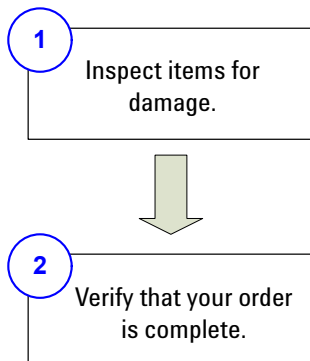 1
Inspect items for
damage.
2
Verify that your order
is complete.